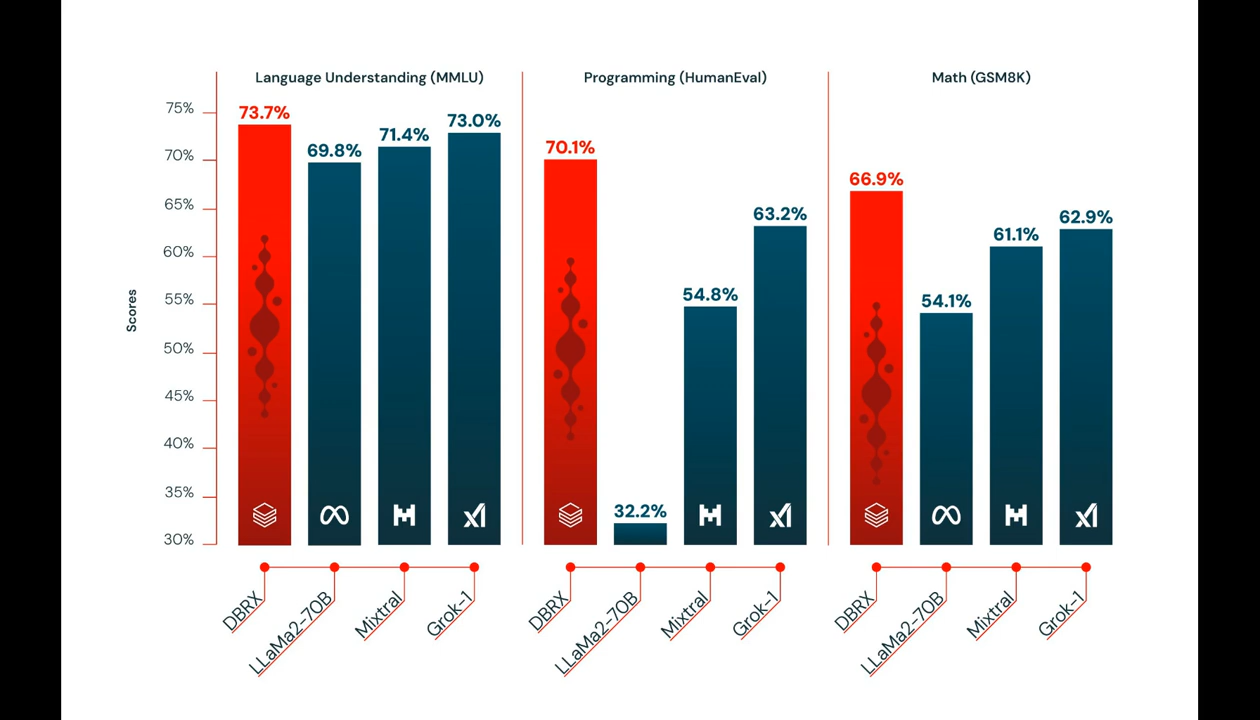 Language Understanding (MMLU)
Programming (HumanEval)
Math (GSM8K)
Scores
75%
70%
65%
60%
55%
50%
45%
40%
35%
30%
73.7%
69.8%
71.4%
73.0%
70.1%
32.2%
54.8%
63.2%
66.9%
54.1%
61.1%
62.9%
DBRX
LLaMa2-70B
Mixtral
Grok-1
DBRX
LLaMa2-70B
Mixtral
Grok-1
DBRX
LLaMa2-70B
Mixtral
Grok-1